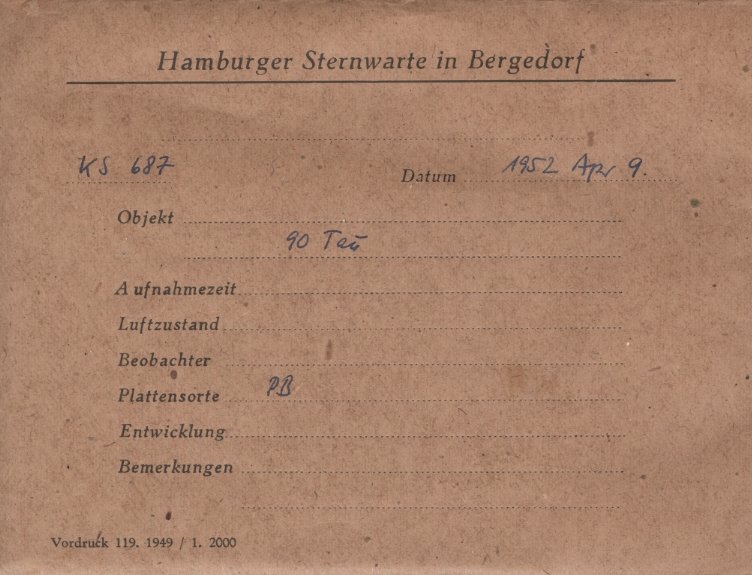 Hamburger Sternwarte in Bergedorf
KS 687 Datum 1952 Apr 9.
Objekt
90 Tau
Aufnahmezeit
Luftzustand
Beobachter
Plattensorte PB
Entwicklung
Bemerkungen
Vordruck 119. 1949 / 1. 2000